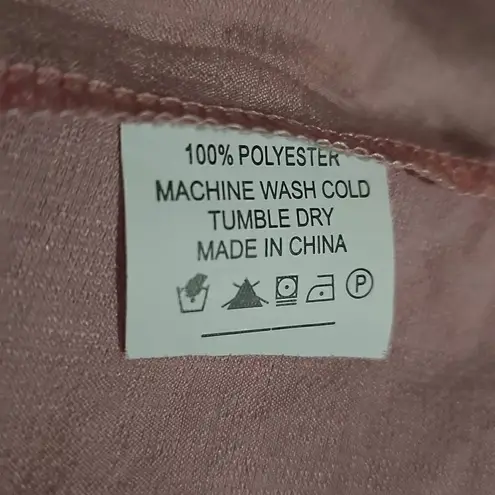 100% POLYESTER
MACHINE WASH COLD
TUMBLE DRY
MADE IN CHINA
P